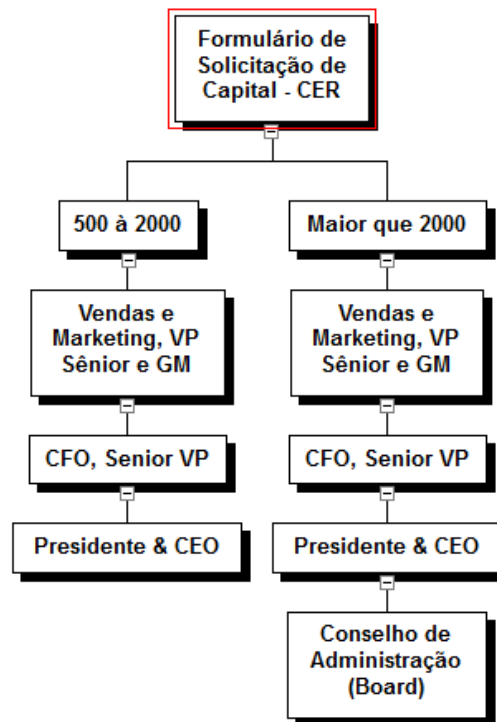 Formulário de
Solicitação de
Capital - CER
500 à 2000
Maior que 2000
Vendas e
Marketing, VP
Sênior e GM
Vendas e
Marketing, VP
Sênior e GM
CFO, Senior VP
CFO, Senior VP
Presidente & CEO
Presidente & CEO
Conselho de
Administração
(Board)